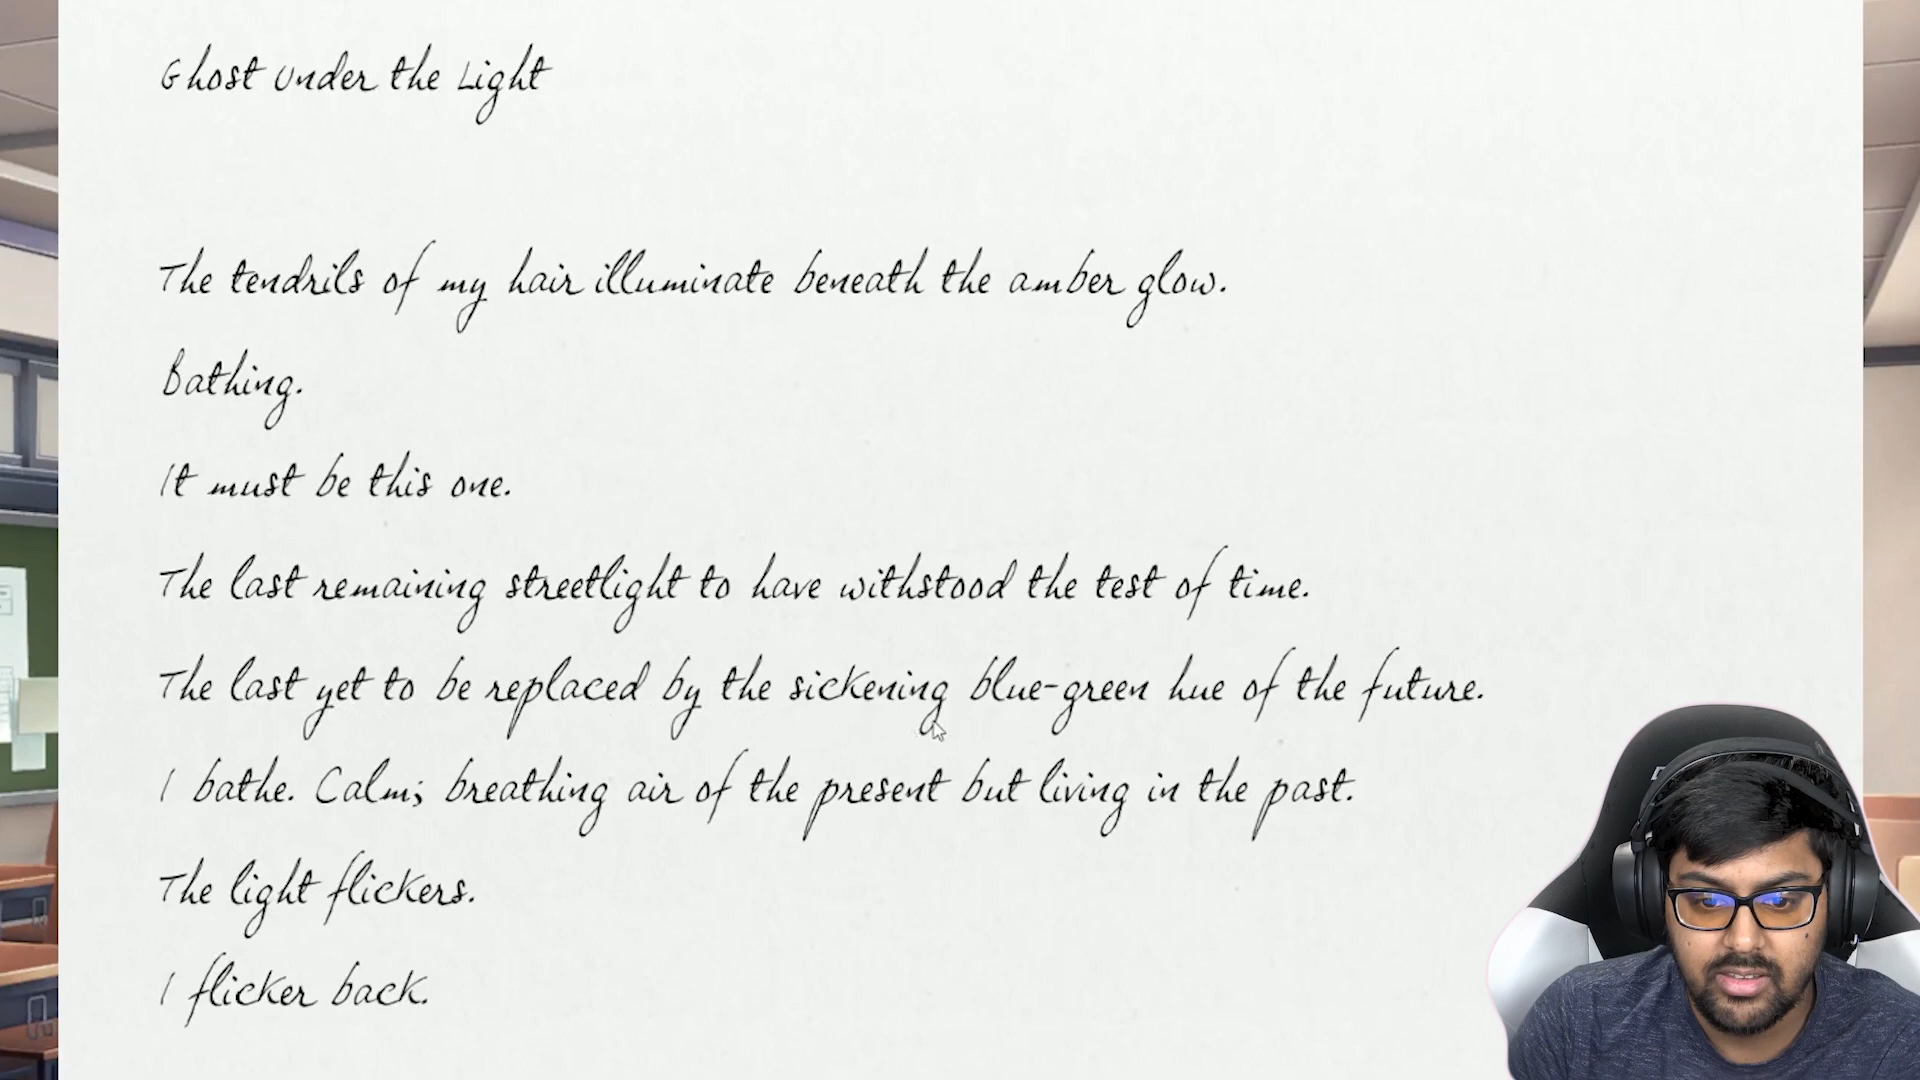 Ghost Under the Light
The tendrils of my hair illuminate beneath the amber glow.
Bathing.
It must be this one.
The last remaining streetlight to have withstood the test of time.
The last yet to be replaced by the sickening blue-green hue of the future.
I bathe. Calm; breathing air of the present but living in the past.
The light flickers.
I flicker back.